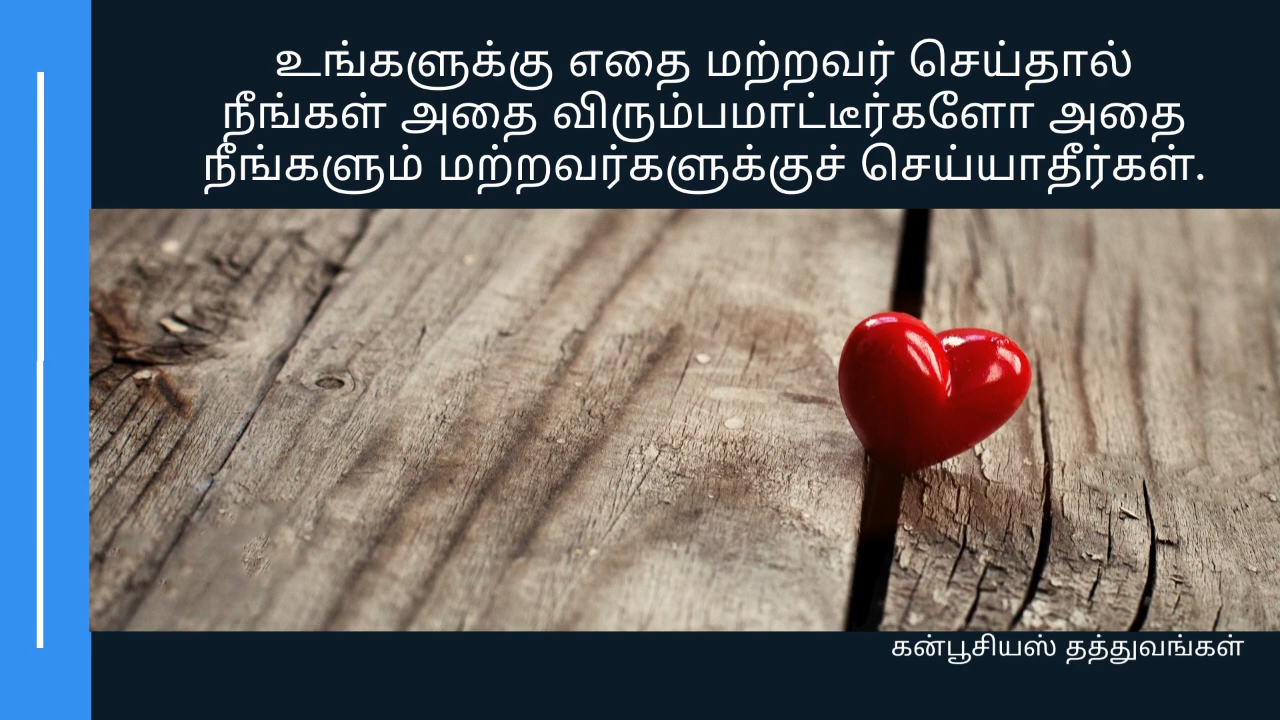 உங்களுக்கு எதை மற்றவர் செய்தால்
நீங்கள் அதை விரும்பமாட்டீர்களோ அதை
நீங்களும் மற்றவர்களுக்குச் செய்யாதீர்கள்.
கன்பூசியஸ் தத்துவங்கள்